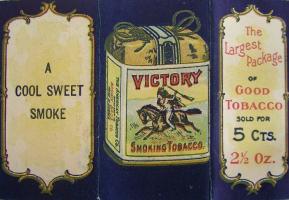 A
COOL SWEET
SMOKE
VICTORY
SMOKING TOBACCO.
The
Largest
Package
OF
GOOD
TOBACCO
SOLD FOR
5 CTS.
2½ OZ.